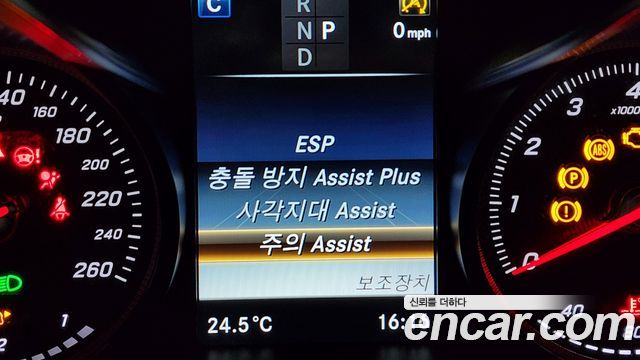 C
R
N P
D
0 mph
ESP
충돌 방지 Assist Plus
사각지대 Assist
주의 Assist
보조장치
24.5 °C
160
180
200
220
240
260
1
4
3
2
1
0
x1000
ABS
P
신뢰를 더하다
encar.com